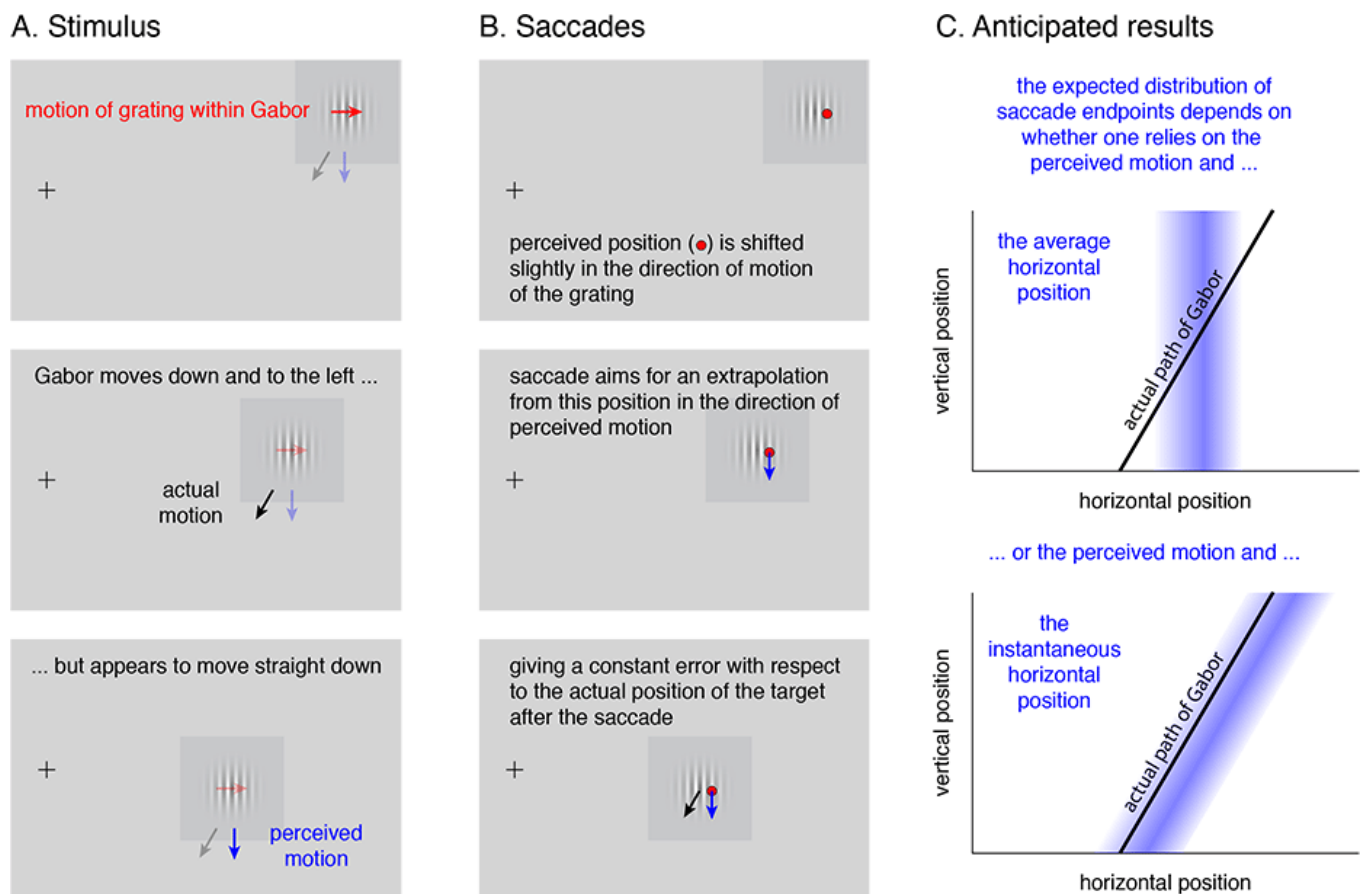 A. Stimulus
motion of grating within Gabor
+
Gabor moves down and to the left ...
+
actual
motion
... but appears to move straight down
+
perceived
motion
B. Saccades
+
perceived position (●) is shifted
slightly in the direction of motion
of the grating
saccade aims for an extrapolation
from this position in the direction of
perceived motion
+
giving a constant error with respect
to the actual position of the target
after the saccade
+
C. Anticipated results
the expected distribution of
saccade endpoints depends on
whether one relies on the
perceived motion and ...
the average
horizontal
position
actual path of Gabor
vertical position
horizontal position
... or the perceived motion and ...
the
instantaneous
horizontal
position
actual path of Gabor
vertical position
horizontal position